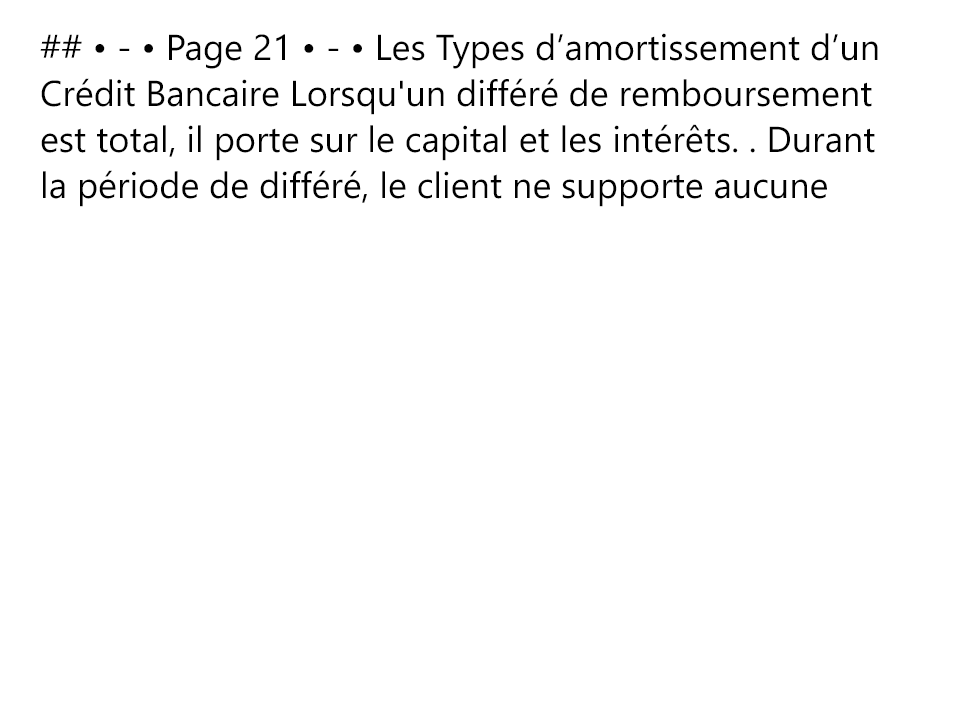 ## • - • Page 21 • - • Les Types d’amortissement d’un
Crédit Bancaire Lorsqu'un différé de remboursement
est total, il porte sur le capital et les intérêts. . Durant
la période de différé, le client ne supporte aucune